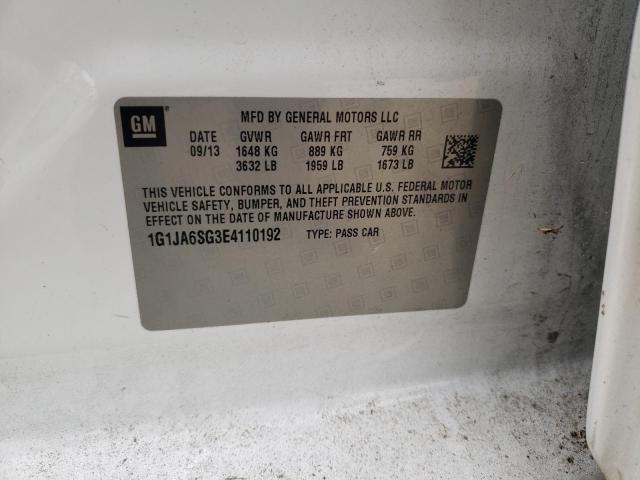 GM
MFD BY GENERAL MOTORS LLC
DATE GVWR GAWR FRT GAWR RR
09/13 1648 KG 889 KG 759 KG
3632 LB 1959 LB 1673 LB
THIS VEHICLE CONFORMS TO ALL APPLICABLE U.S. FEDERAL MOTOR
VEHICLE SAFETY, BUMPER, AND THEFT PREVENTION STANDARDS IN
EFFECT ON THE DATE OF MANUFACTURE SHOWN ABOVE.
1G1JA6SG3E4110192 TYPE: PASS CAR